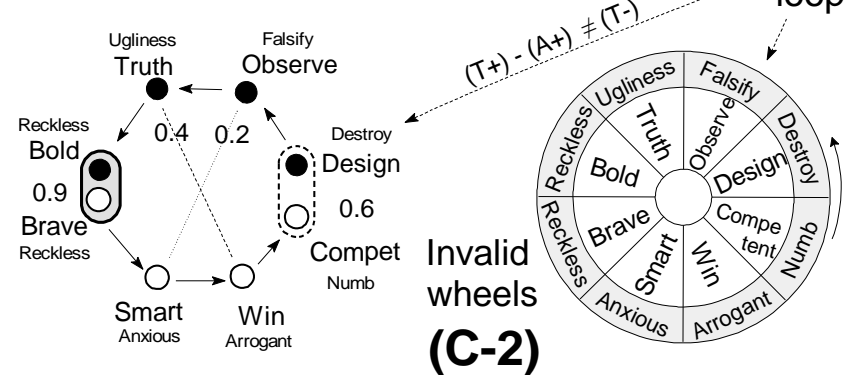 loop
(T+) - (A+) ≠ (T-)
Ugliness
Truth
Falsify
Observe
Reckless
Bold
0.4
0.2
Destroy
Design
0.9
0.6
Brave
Reckless
Compet
Numb
Smart
Anxious
Win
Arrogant
Invalid
wheels
(C-2)
Ugliness
Falsify
Destroy
Numb
Arrogant
Anxious
Reckless
Reckless
Truth
Observe
Design
Compe
tent
Win
Smart
Brave
Bold